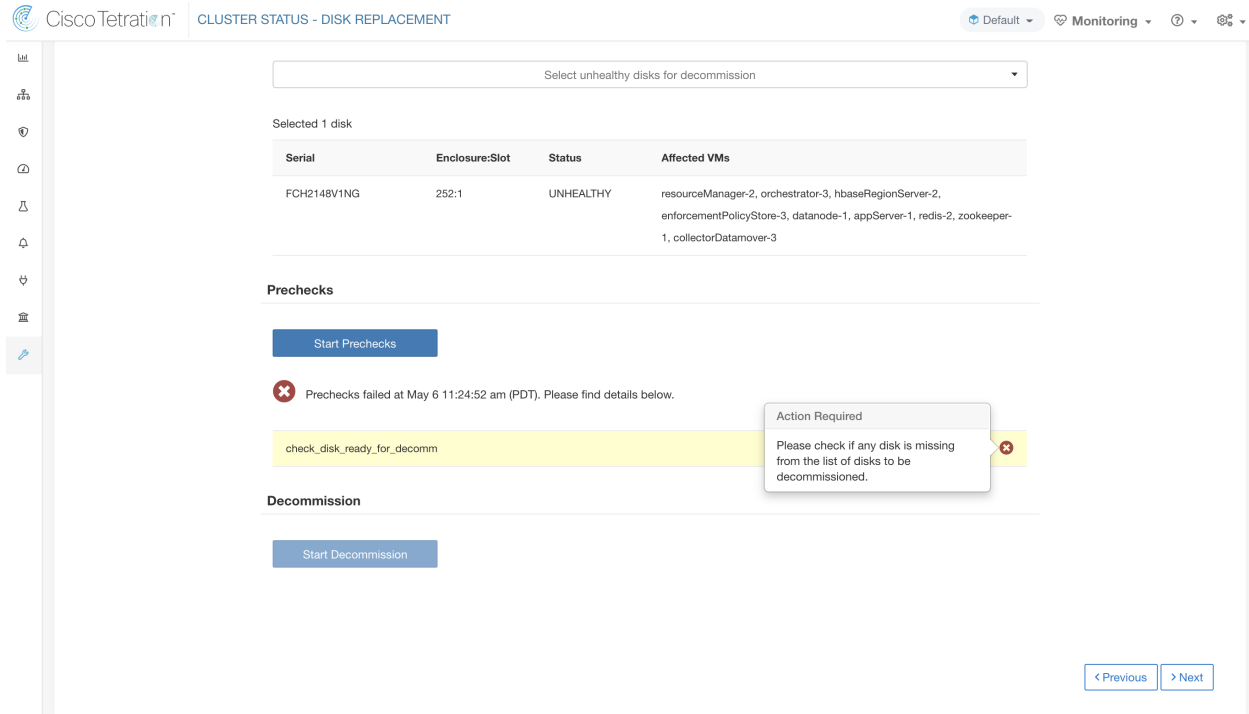 Cisco Tetration™
CLUSTER STATUS - DISK REPLACEMENT
Default
Monitoring
Select unhealthy disks for decommission
Selected 1 disk
Serial Enclosure:Slot Status Affected VMs
FCH2148V1NG 252:1 UNHEALTHY resourceManager-2, orchestrator-3, hbaseRegionServer-2,
enforcementPolicyStore-3, datanode-1, appServer-1, redis-2, zookeeper-
1, collectorDatamover-3
Prechecks
Start Prechecks
Prechecks failed at May 6 11:24:52 am (PDT). Please find details below.
Action Required
check_disk_ready_for_decomm
Please check if any disk is missing
from the list of disks to be
decommissioned.
Decommission
Start Decommission
Previous
Next